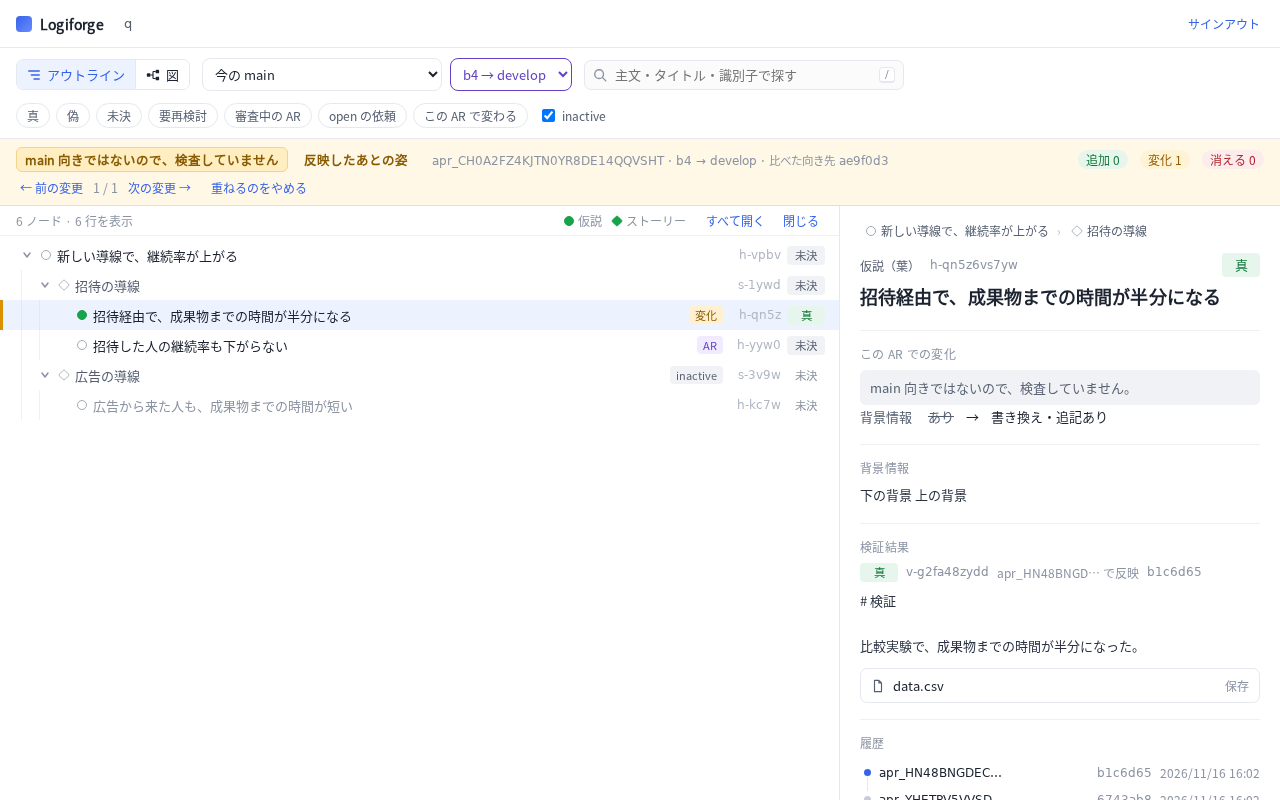 Logiforge q サインアウト
アウトライン 図 今の main b4 → develop 主文・タイトル・識別子で探す /
真 偽 未決 要再検討 審査中の AR open の依頼 この AR で変わる inactive
main 向きではないので、検査していません 反映したあとの姿 apr_CH0A2FZ4KJTN0YR8DE14QQVSHT · b4 → develop · 比べた向き先 ae9f0d3 追加 0 変化 1 消える 0
← 前の変更 1 / 1 次の変更 → 重ねるのをやめる
6 ノード · 6 行を表示 仮説 ストーリー すべて開く 閉じる
新しい導線で、継続率が上がる h-vpbv 未決
招待の導線 s-1ywd 未決
招待経由で、成果物までの時間が半分になる 変化 h-qn5z 真
招待した人の継続率も下がらない AR h-yyw0 未決
広告の導線 inactive s-3v9w 未決
広告から来た人も、成果物までの時間が短い h-kc7w 未決
新しい導線で、継続率が上がる › 招待の導線
仮説（葉） h-qn5z6vs7yw 真
招待経由で、成果物までの時間が半分になる
この AR での変化
main 向きではないので、検査していません。
背景情報 あり → 書き換え・追記あり
背景情報
下の背景 上の背景
検証結果
真 v-g2fa48zydd apr_HN48BNGD… で反映 b1c6d65
# 検証
比較実験で、成果物までの時間が半分になった。
data.csv 保存
履歴
apr_HN48BNGDEC… b1c6d65 2026/11/16 16:02